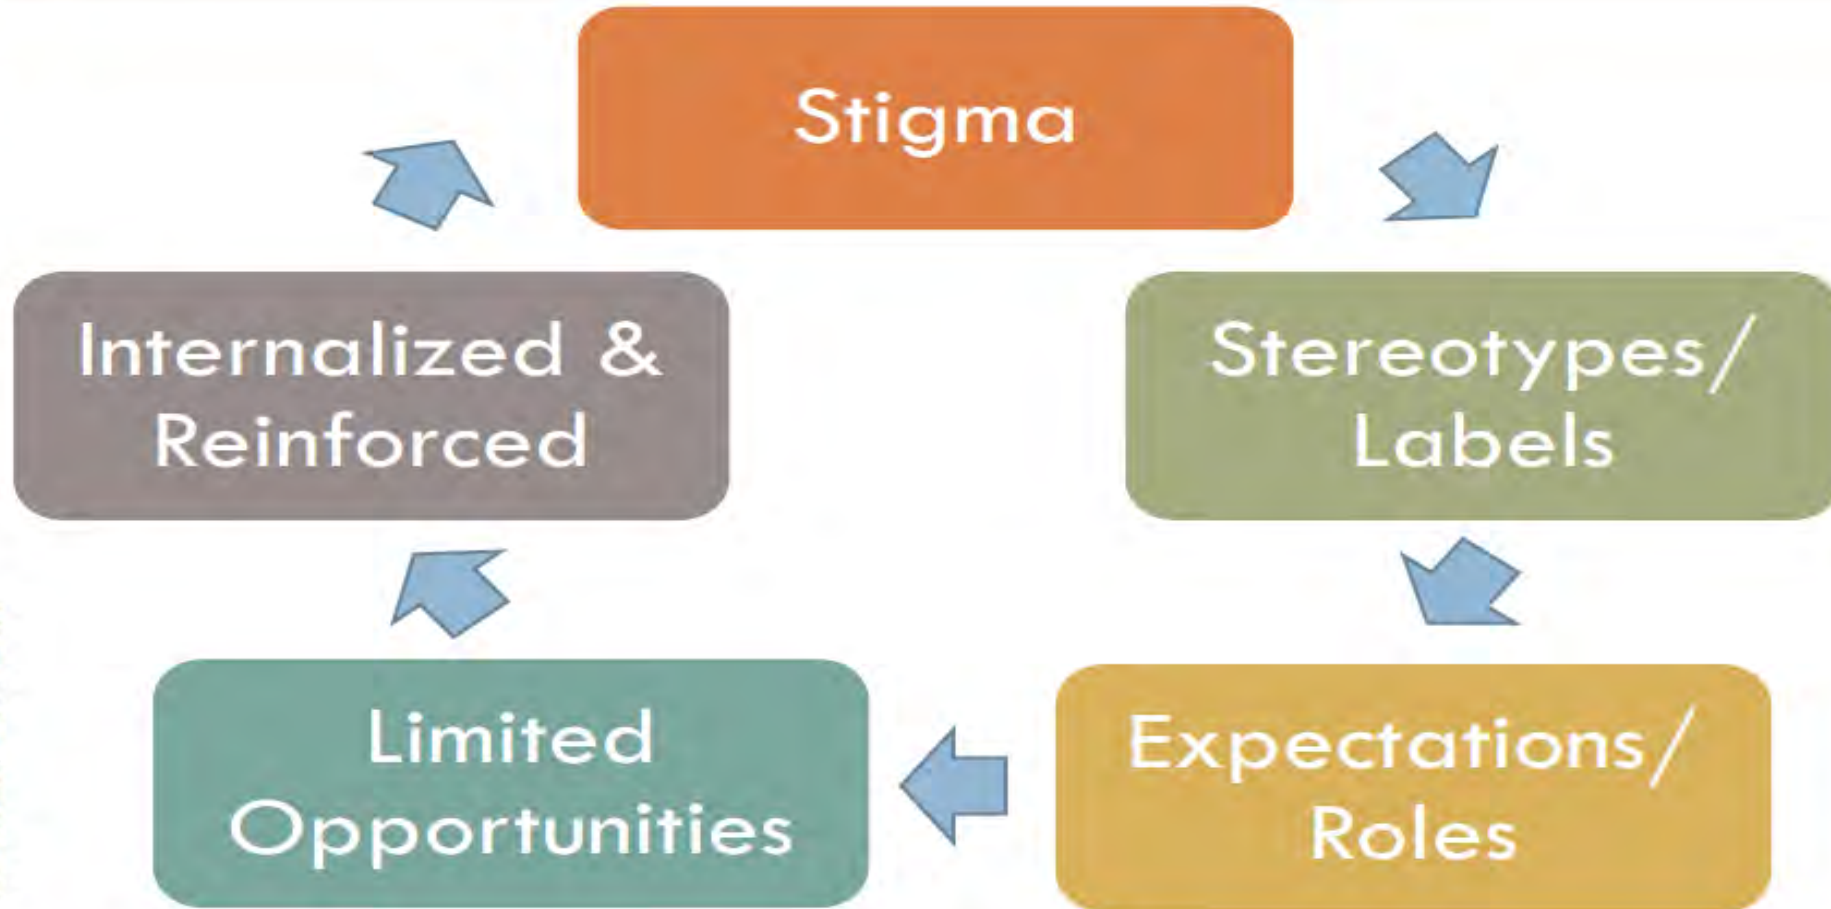 Stigma
Stereotypes/
Labels
Expectations/
Roles
Limited
Opportunities
Internalized &
Reinforced